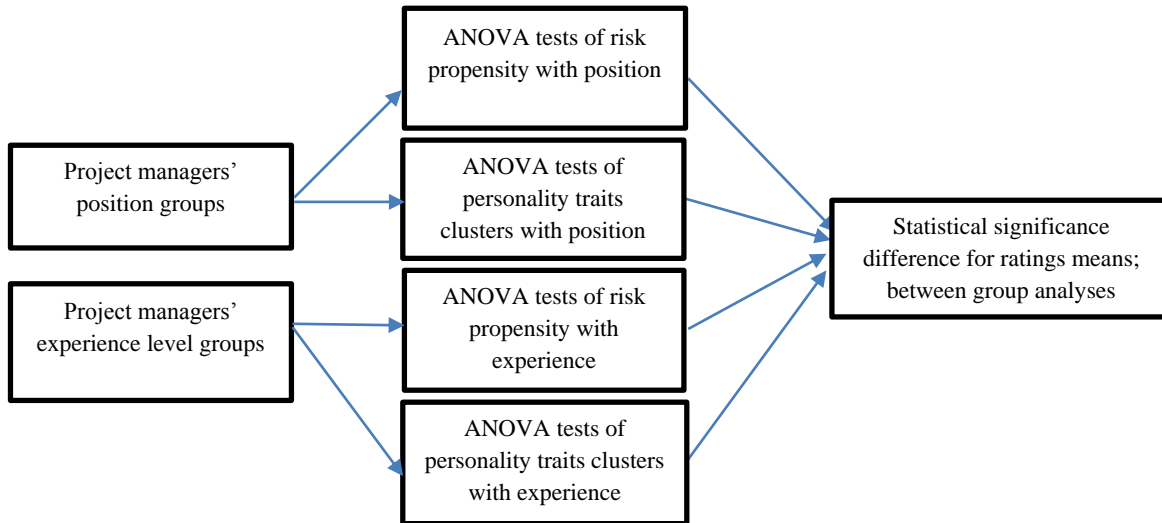 Project managers’
position groups
Project managers’
experience level groups
ANOVA tests of risk
propensity with position
ANOVA tests of
personality traits
clusters with position
ANOVA tests of risk
propensity with
experience
ANOVA tests of
personality traits clusters
with experience
Statistical significance
difference for ratings means;
between group analyses